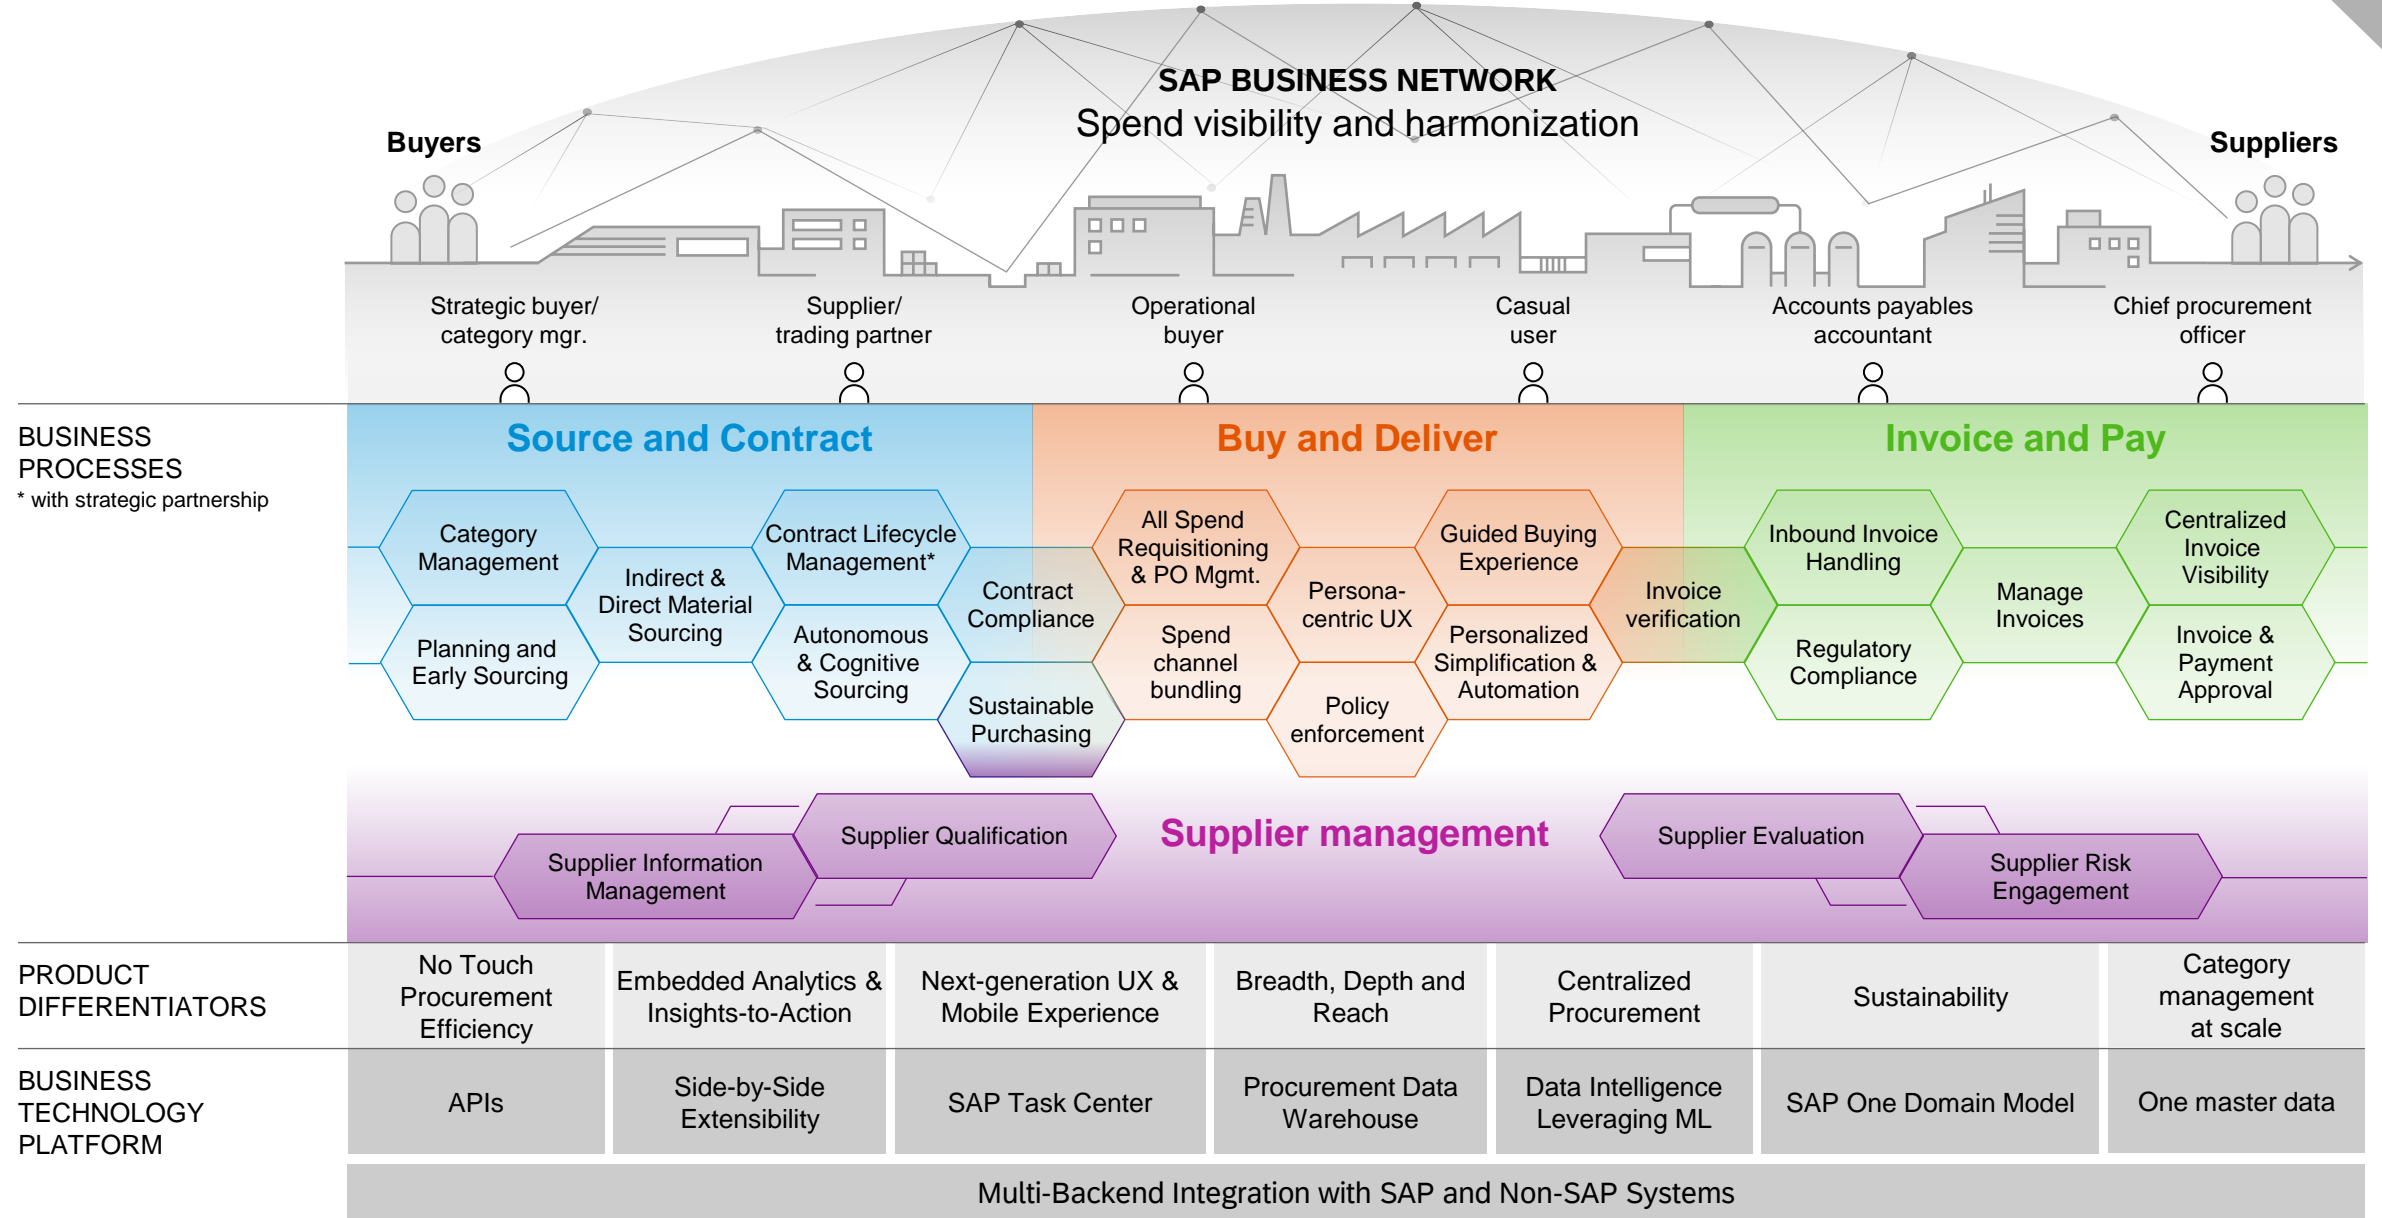 SAP BUSINESS NETWORK
Spend visibility and harmonization
Buyers
Suppliers
Strategic buyer/
category mgr.
Supplier/
trading partner
Operational
buyer
Casual
user
Accounts payables
accountant
Chief procurement
officer
BUSINESS
PROCESSES
* with strategic partnership
Source and Contract
Category
Management
Planning and
Early Sourcing
Indirect &
Direct Material
Sourcing
Contract Lifecycle
Management*
Autonomous
& Cognitive
Sourcing
Contract
Compliance
Sustainable
Purchasing
Buy and Deliver
All Spend
Requisitioning
& PO Mgmt.
Spend
channel
bundling
Persona-
centric UX
Policy
enforcement
Guided Buying
Experience
Personalized
Simplification &
Automation
Invoice
verification
Invoice and Pay
Inbound Invoice
Handling
Regulatory
Compliance
Manage
Invoices
Centralized
Invoice
Visibility
Invoice &
Payment
Approval
Supplier management
Supplier Information
Management
Supplier Qualification
Supplier Evaluation
Supplier Risk
Engagement
PRODUCT
DIFFERENTIATORS
No Touch
Procurement
Efficiency
Embedded Analytics &
Insights-to-Action
Next-generation UX &
Mobile Experience
Breadth, Depth and
Reach
Centralized
Procurement
Sustainability
Category
management
at scale
BUSINESS
TECHNOLOGY
PLATFORM
APIs
Side-by-Side
Extensibility
SAP Task Center
Procurement Data
Warehouse
Data Intelligence
Leveraging ML
SAP One Domain Model
One master data
Multi-Backend Integration with SAP and Non-SAP Systems